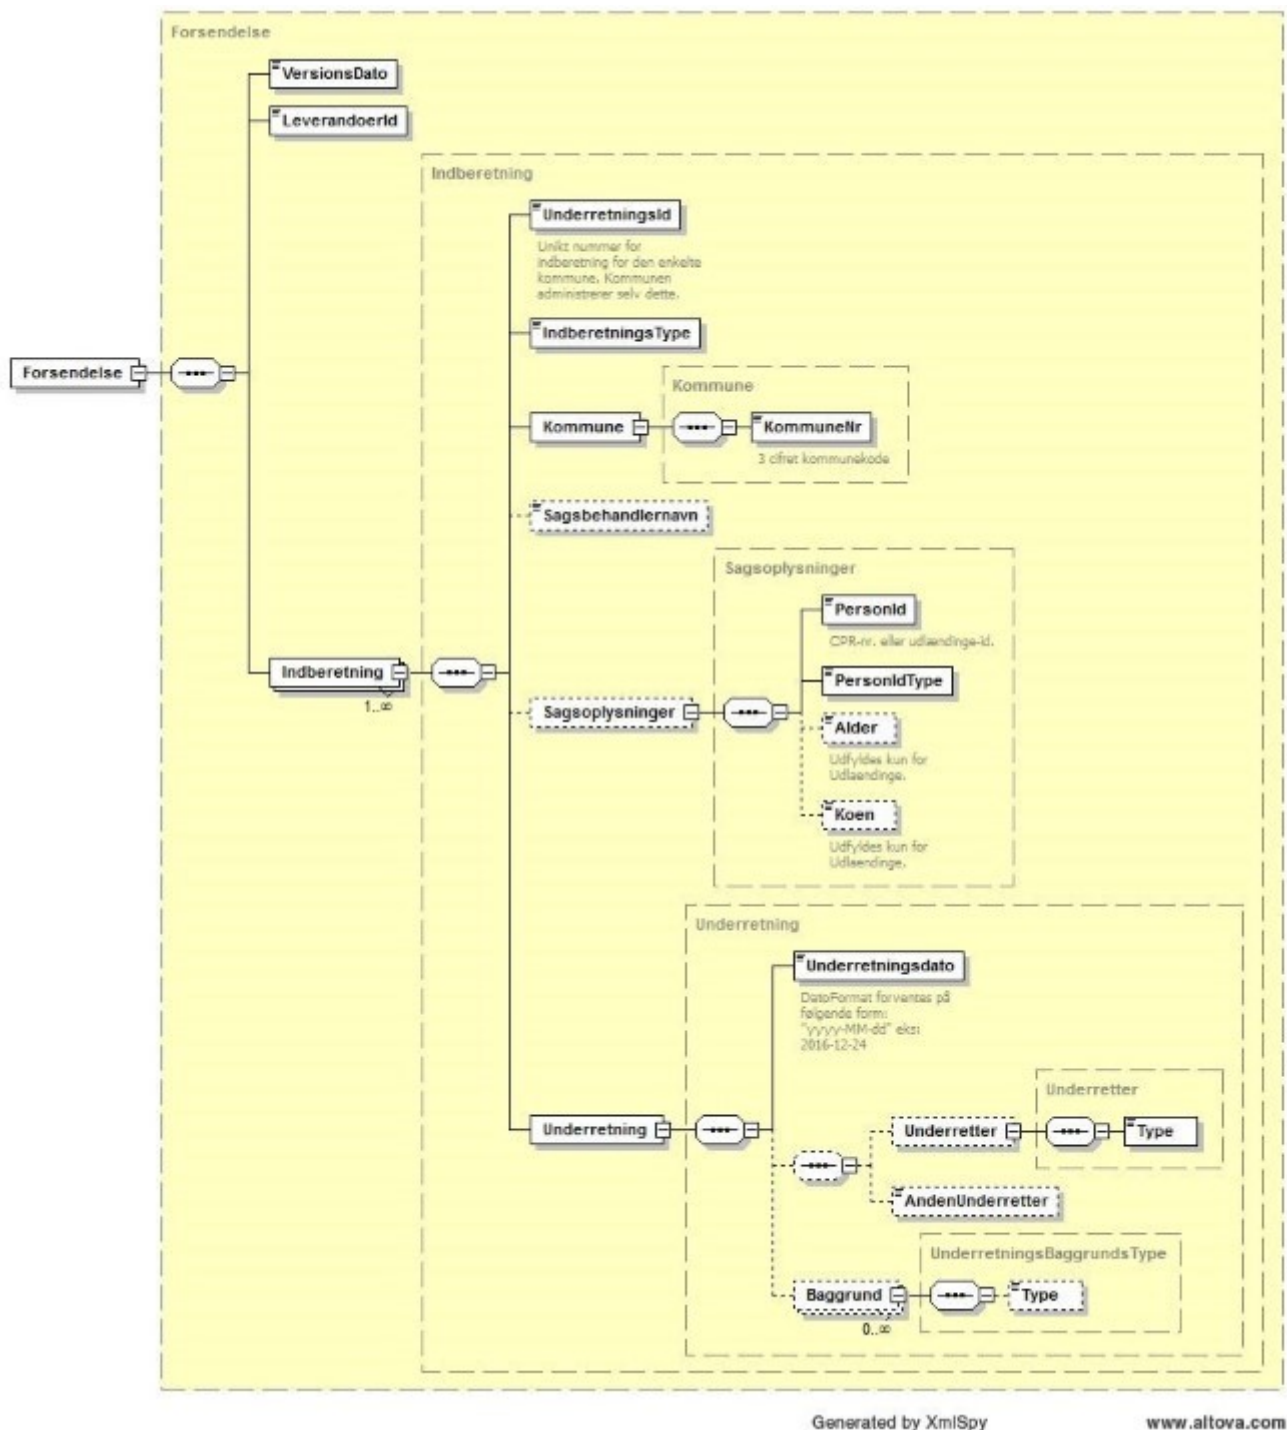 Forsendelse
VersionsDato
LeverandoerId
Indberetning
UnderretningsId
Unikt nummer for
indberetning for den enkelte
kommune. Kommunen
administrerer selv dette.
IndberetningsType
Forsendelse
Kommune
Kommune
KommuneNr
3 cifret kommunekode
Sagsbehandlernavn
Sagsoplysninger
PersonId
CPR-nr. eller udlændinge-id.
Indberetning
1..∞
PersonIdType
Sagsoplysninger
Alder
Udfyldes kun for
Udlaendinge.
Koen
Udfyldes kun for
Udlaendinge.
Underretning
Underretningsdato
DatoFormat forventes på
følgende form:
"yyyy-MM-dd" eks:
2016-12-24
Underretter
Underretning
Underretter
Type
AndenUnderretter
UnderretningsBaggrundsType
Baggrund
Type
0..∞
Generated by XmlSpy
www.altova.com